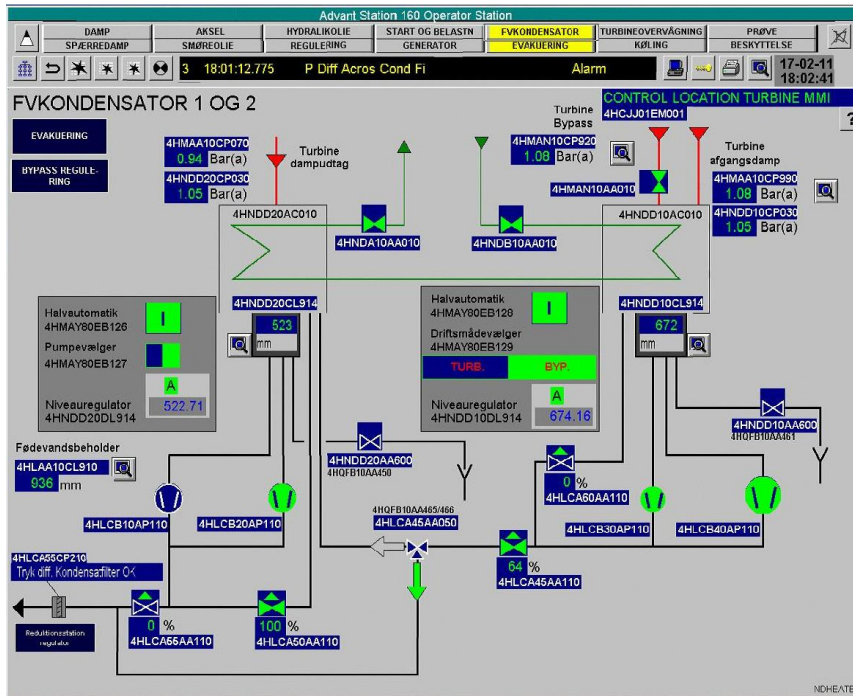 Advant Station 160 Operator Station
DAMP
AKSEL
HYDRALIKOLIE
START OG BELASTN
FVKONDENSATOR
TURBINEOVERVÅGNING
PRØVE
SPÆRREDAMP
SMØREOLIE
REGULERING
GENERATOR
EVAKUERING
KØLING
BESKYTTELSE
3 18:01:12.775 P Diff Acros Cond Fi Alarm
17-02-11
18:02:41
FVKONDENSATOR 1 OG 2
CONTROL LOCATION TURBINE MMI
4HCJJ01EM001
?
EVAKUERING
BYPASS REGULE-
RING
4HMAA10CP070
0.94 Bar(a)
4HNDD20CP030
1.05 Bar(a)
Turbine
dampudtag
Turbine
Bypass
4HMAN10CP920
1.08 Bar(a)
4HMAN10AA010
Turbine
afgangsdamp
4HMAA10CP990
1.08 Bar(a)
4HNDD10CP030
1.05 Bar(a)
4HNDD20AC010
4HNDA10AA010
4HNDB10AA010
4HNDD10AC010
4HNDD20CL914
523
mm
4HNDD10CL914
672
mm
Halvautomatik
4HMAY80EB126
I
Pumpevælger
4HMAY80EB127
A
Niveauregulator
4HNDD20DL914
522.71
Halvautomatik
4HMAY80EB128
I
Driftsmådevælger
4HMAY80EB129
TURB.
BYP.
A
Niveauregulator
4HNDD10DL914
674.16
Fødevandsbeholder
4HLAA10CL910
936 mm
4HNDD20AA600
4HQFB10AA450
4HNDD10AA600
4HQFB10AA461
0 %
4HLCA60AA110
4HLCB10AP110
4HLCB20AP110
4HQFB10AA465/466
4HLCA45AA050
4HLCB30AP110
4HLCB40AP110
64 %
4HLCA45AA110
4HLCA55CP210
Tryk diff. Kondensatfilter OK
0 %
4HLCA55AA110
100 %
4HLCA50AA110
Reduktionsstation
regulator
NDHEATE